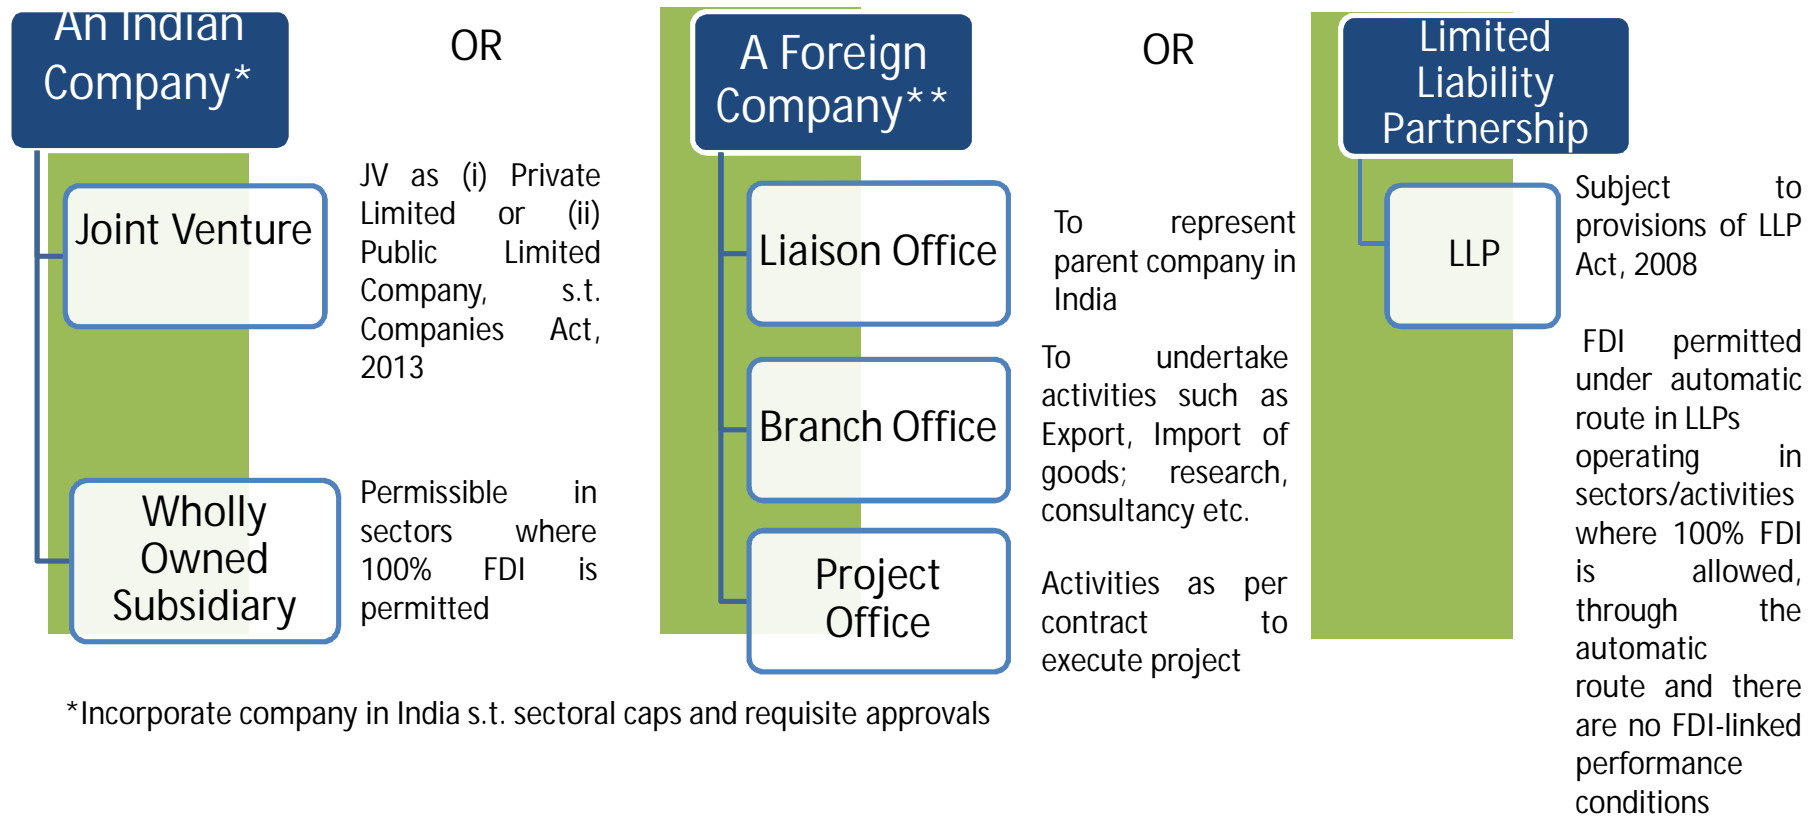 An Indian
Company*
Joint Venture
JV as (i) Private
Limited or (ii)
Public Limited
Company, s.t.
Companies Act,
2013
Wholly
Owned
Subsidiary
Permissible in
sectors where
100% FDI is
permitted
OR
A Foreign
Company**
Liaison Office
To represent
parent company in
India
Branch Office
To undertake
activities such as
Export, Import of
goods; research,
consultancy etc.
Project
Office
Activities as per
contract to
execute project
OR
Limited
Liability
Partnership
LLP
Subject to
provisions of LLP
Act, 2008
FDI permitted
under automatic
route in LLPs
operating in
sectors/activities
where 100% FDI
is allowed,
through the
automatic
route and there
are no FDI-linked
performance
conditions
*Incorporate company in India s.t. sectoral caps and requisite approvals